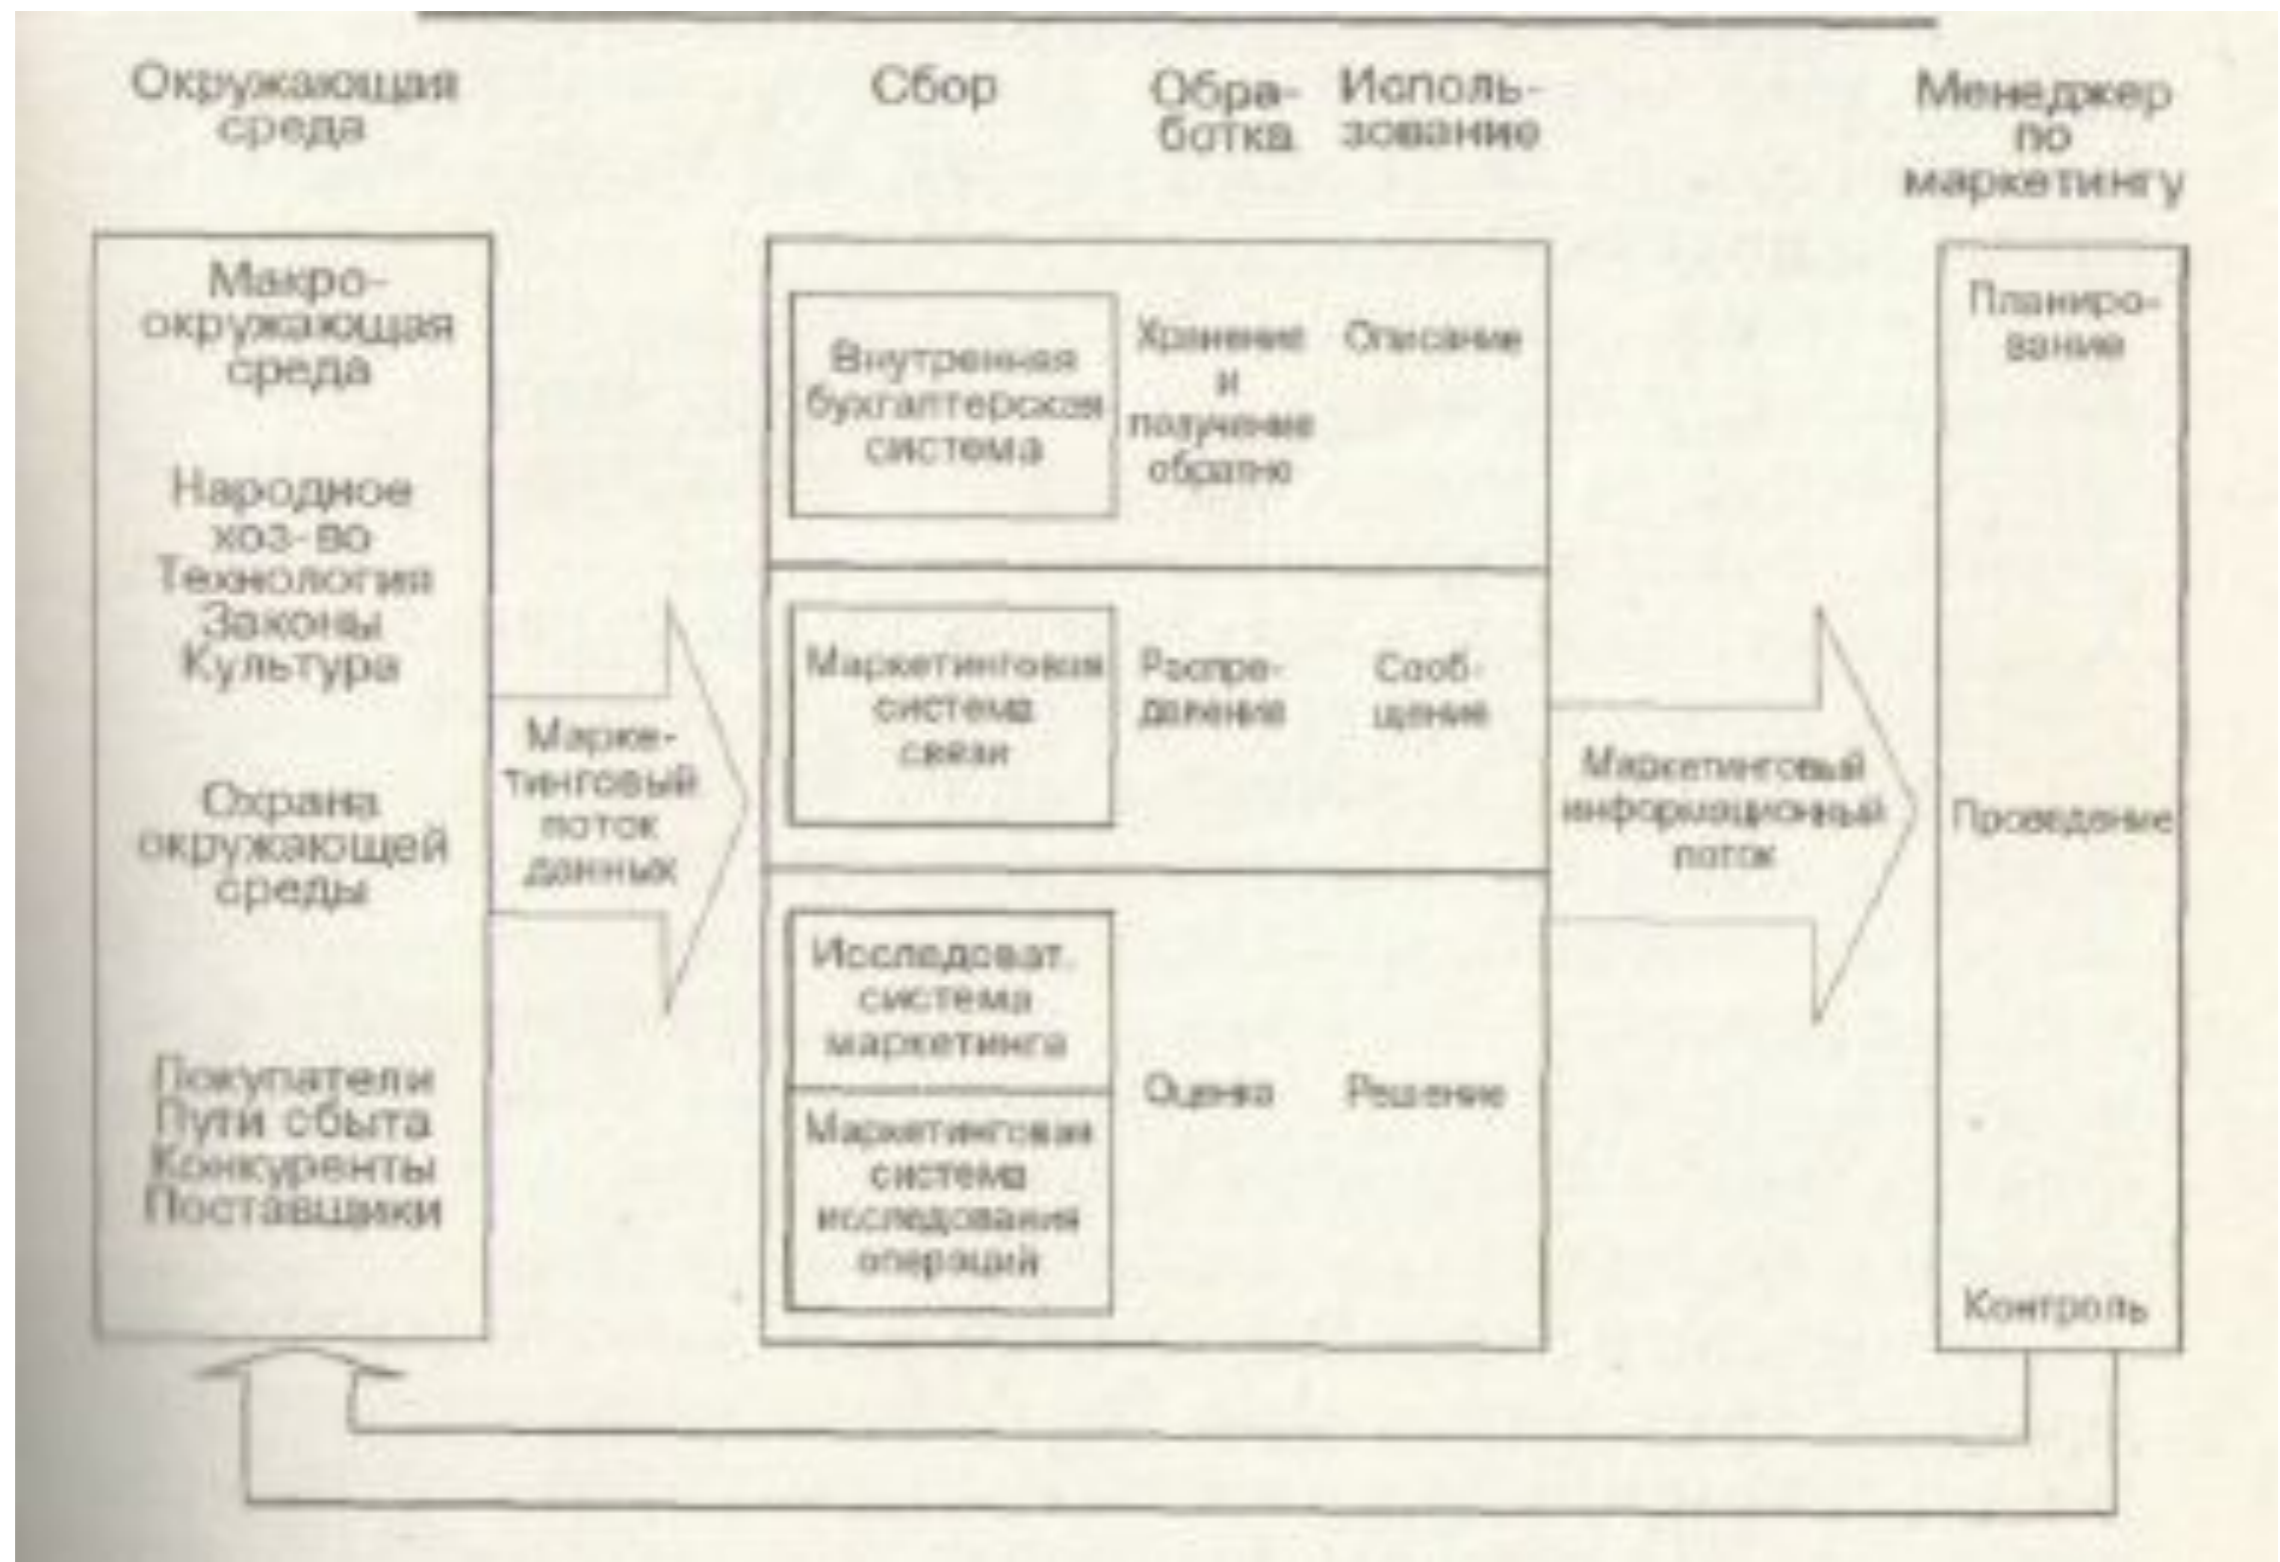 Окружающая
среда
Сбор
Обра-
ботка
Исполь-
зование
Менеджер
по
маркетингу
Макро-
окружающая
среда
Народное
хоз-во
Технология
Законы
Культура
Охрана
окружающей
среды
Покупатели
Пути сбыта
Конкуренты
Поставщики
Марке-
тинговый
поток
данных
Внутренняя
бухгалтерская
система
Хранение
и
получение
обратно
Описание
Маркетинговая
система
связи
Распре-
деление
Сооб-
щение
Исследоват.
система
маркетинга
Маркетинговая
система
исследования
операций
Оценка
Решение
Маркетинговый
информационный
поток
Планиро-
вание
Проведение
Контроль